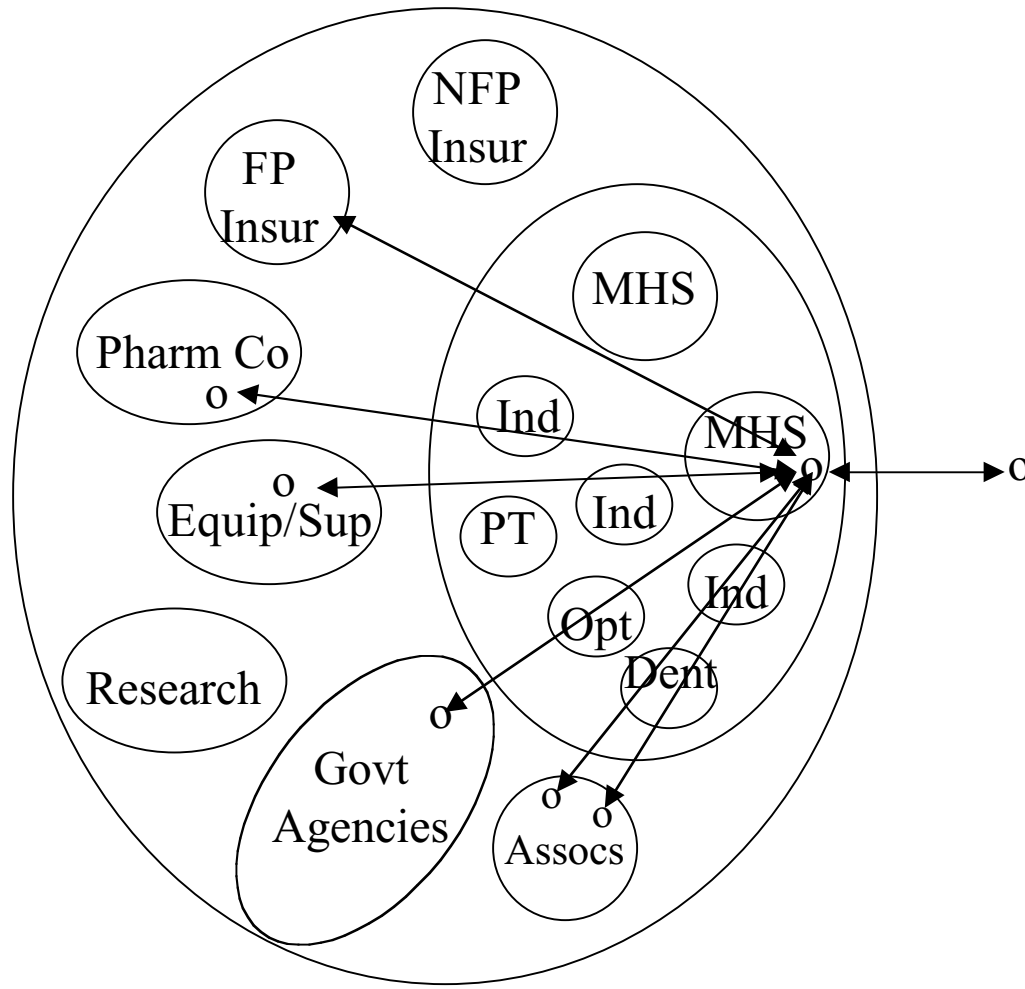 NFP
Insur
FP
Insur
MHS
Pharm Co
o
Ind
MHS
o
o
o
Equip/Sup
Ind
PT
Ind
Opt
Dent
Research
o
Govt
Agencies
o
o
Assocs